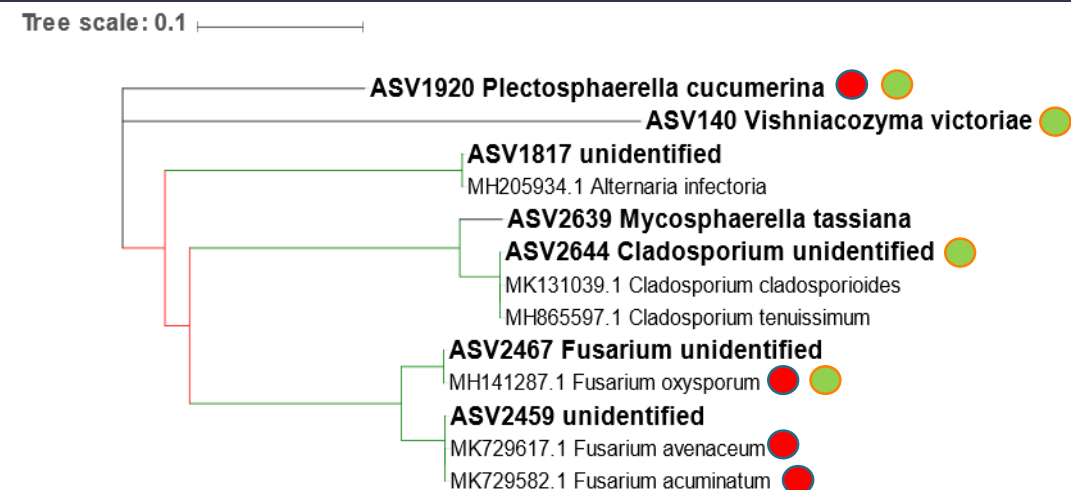 Tree scale: 0.1
ASV1920 Plectosphaerella cucumerina
ASV140 Vishniacozyma victoriae
ASV1817 unidentified
MH205934.1 Alternaria infectoria
ASV2639 Mycosphaerella tassiana
ASV2644 Cladosporium unidentified
MK131039.1 Cladosporium cladosporioides
MH865597.1 Cladosporium tenuissimum
ASV2467 Fusarium unidentified
MH141287.1 Fusarium oxysporum
ASV2459 unidentified
MK729617.1 Fusarium avenaceum
MK729582.1 Fusarium acuminatum